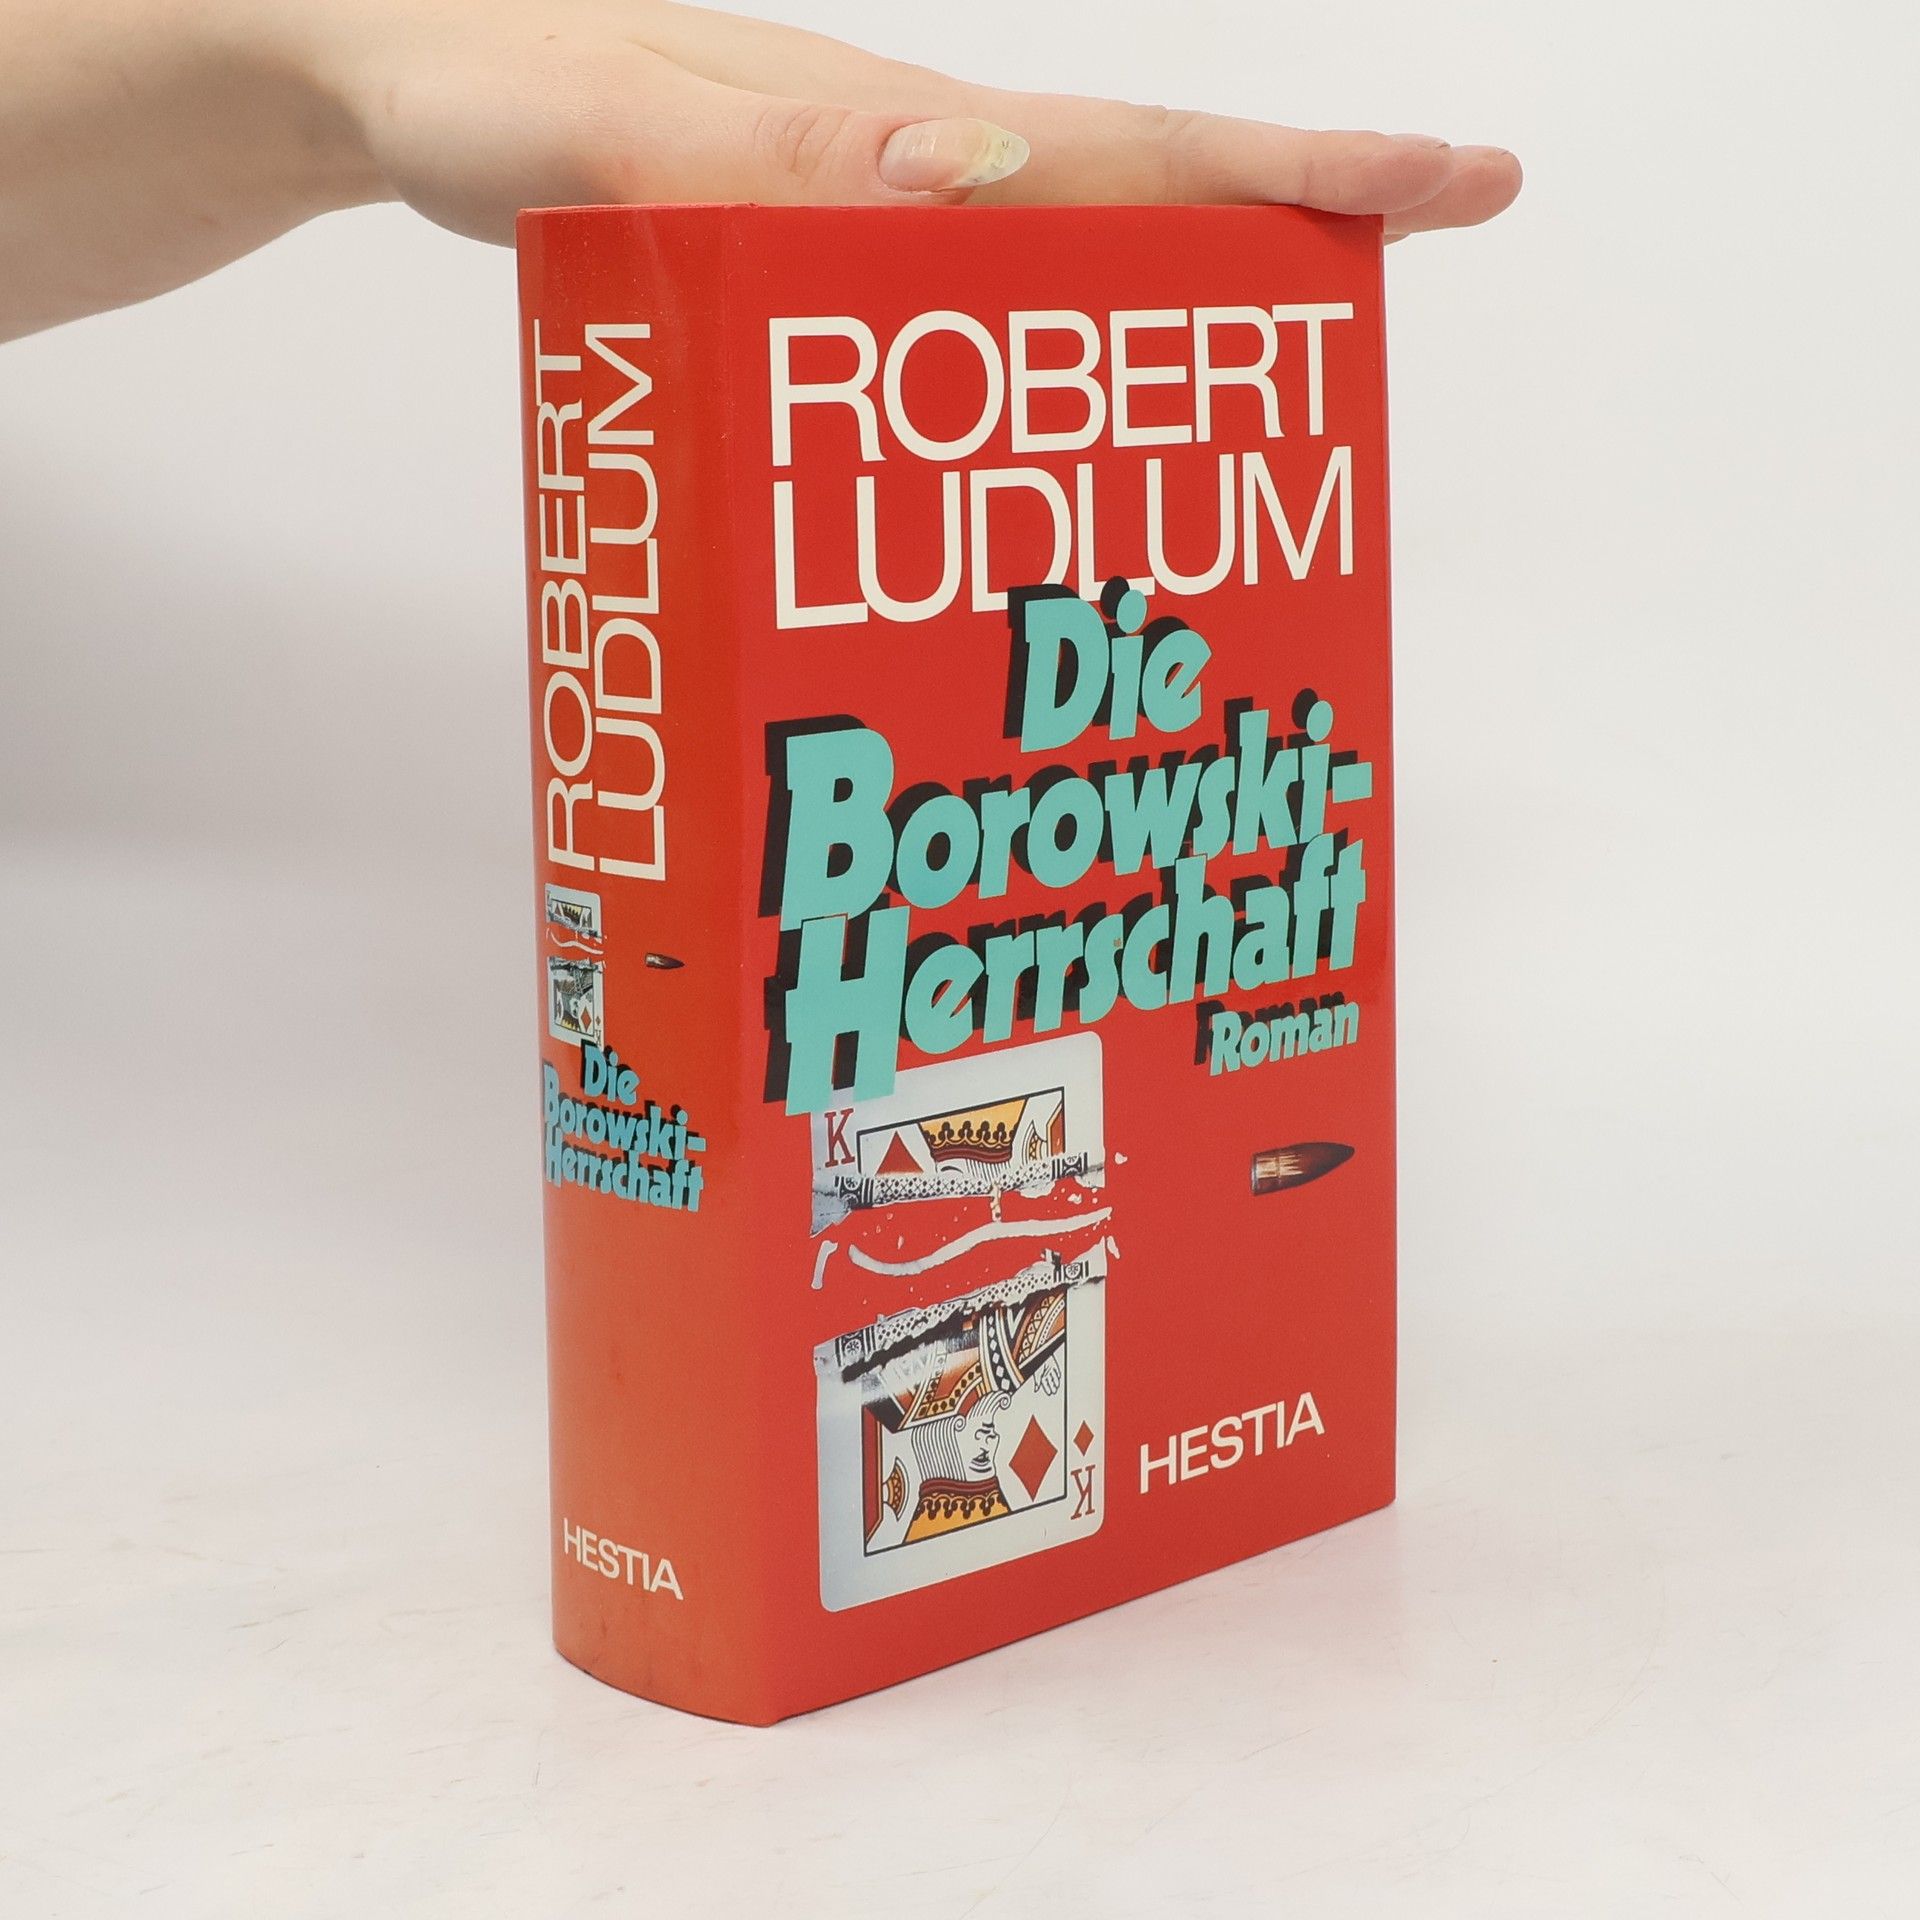 ROBERT
LUDLUM
Die
Borowski-
Herrschaft
HESTIA
ROBERT
LUDLUM
Die
Borowski-
Herrschaft
Roman
K
K
HESTIA